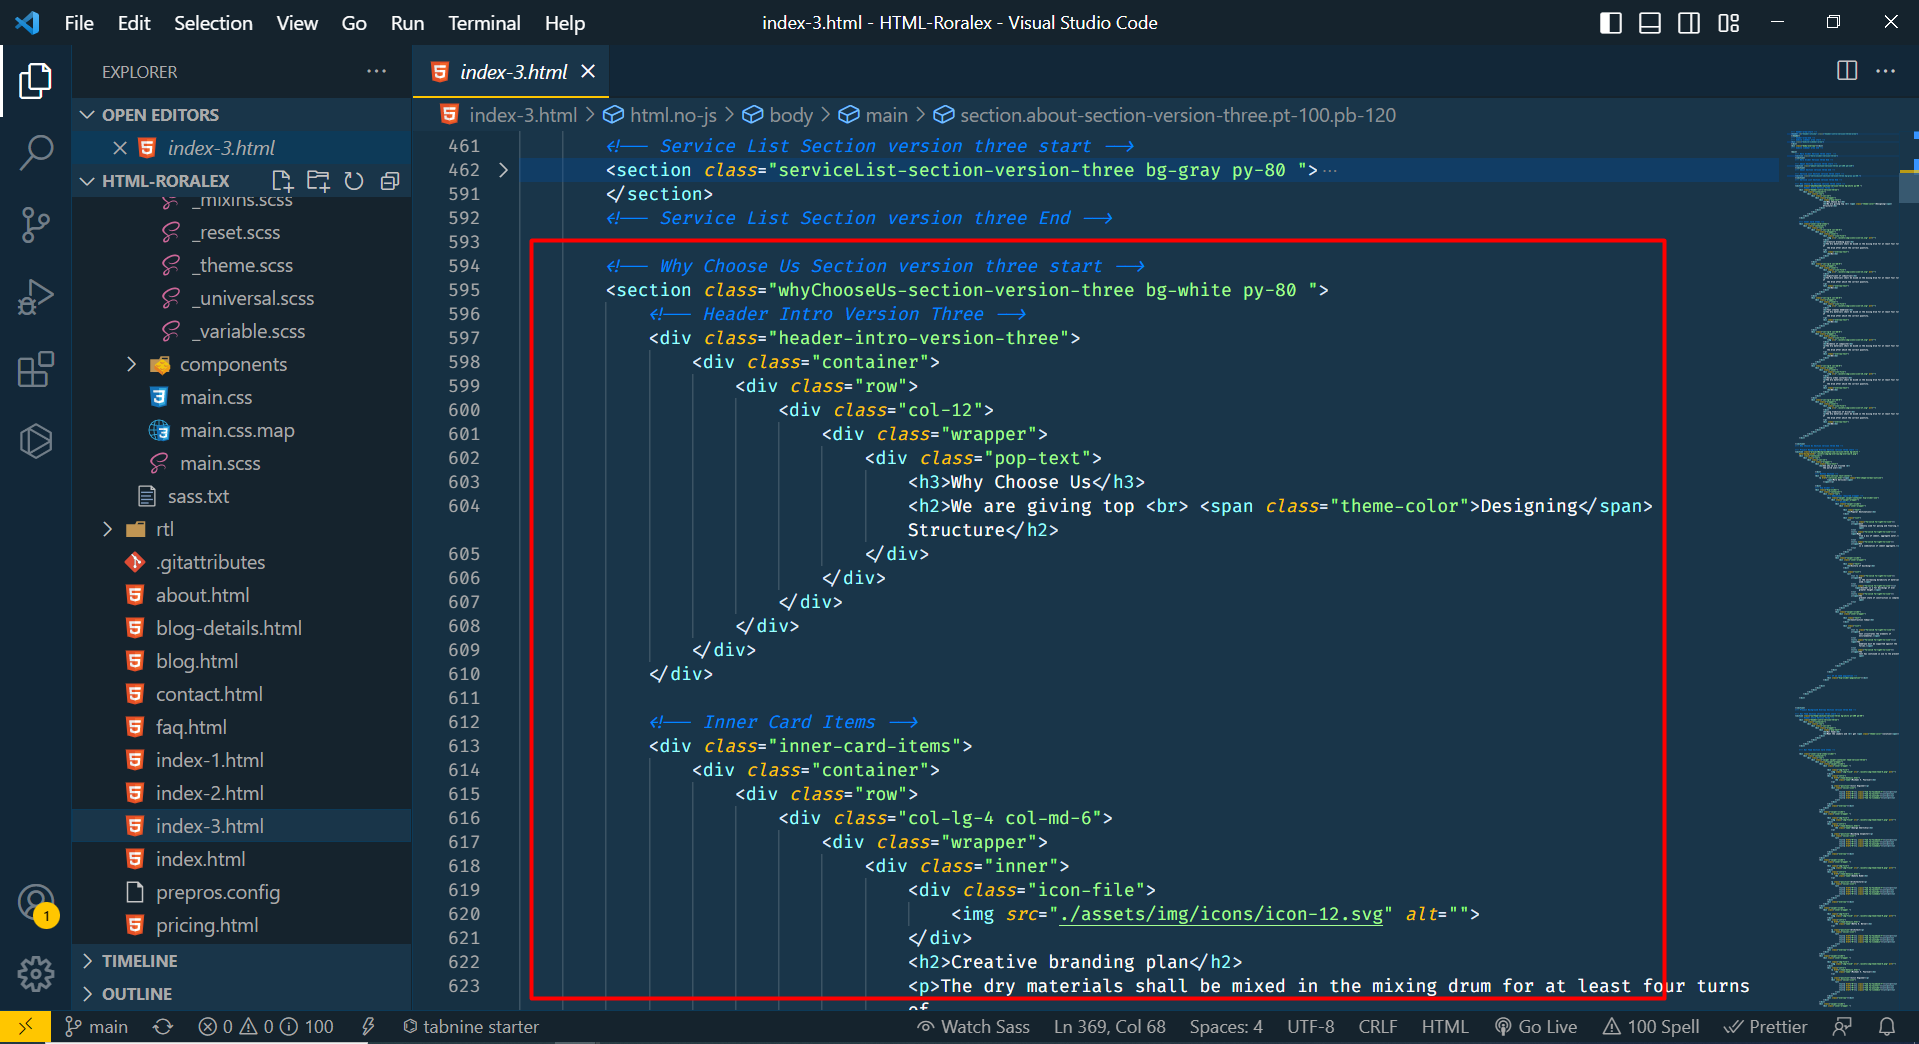 File Edit Selection View Go Run Terminal Help
index-3.html - HTML-Roralex - Visual Studio Code
EXPLORER
OPEN EDITORS
index-3.html
HTML-RORALEX
_mixins.scss
_reset.scss
_theme.scss
_universal.scss
_variable.scss
components
main.css
main.css.map
main.scss
sass.txt
rtl
.gitattributes
about.html
blog-details.html
blog.html
contact.html
faq.html
index-1.html
index-2.html
index-3.html
index.html
prepros.config
pricing.html
TIMELINE
OUTLINE
1
index-3.html
index-3.html > html.no-js > body > main > section.about-section-version-three.pt-100.pb-120
461 <!-- Service List Section version three start -->
462 <section class="serviceList-section-version-three bg-gray py-80 ">...
591 </section>
592 <!-- Service List Section version three End -->
593
594 <!-- Why Choose Us Section version three start -->
595 <section class="whyChooseUs-section-version-three bg-white py-80 ">
596 <!-- Header Intro Version Three -->
597 <div class="header-intro-version-three">
598 <div class="container">
599 <div class="row">
600 <div class="col-12">
601 <div class="wrapper">
602 <div class="pop-text">
603 <h3>Why Choose Us</h3>
604 <h2>We are giving top <br> <span class="theme-color">Designing</span>
Structure</h2>
605 </div>
606 </div>
607 </div>
608 </div>
609 </div>
610 </div>
611
612 <!-- Inner Card Items -->
613 <div class="inner-card-items">
614 <div class="container">
615 <div class="row">
616 <div class="col-lg-4 col-md-6">
617 <div class="wrapper">
618 <div class="inner">
619 <div class="icon-file">
620 <img src="./assets/img/icons/icon-12.svg" alt="">
621 </div>
622 <h2>Creative branding plan</h2>
623 <p>The dry materials shall be mixed in the mixing drum for at least four turns
of
main 0 0 100 tabnine starter Watch Sass Ln 369, Col 68 Spaces: 4 UTF-8 CRLF HTML Go Live 100 Spell Prettier